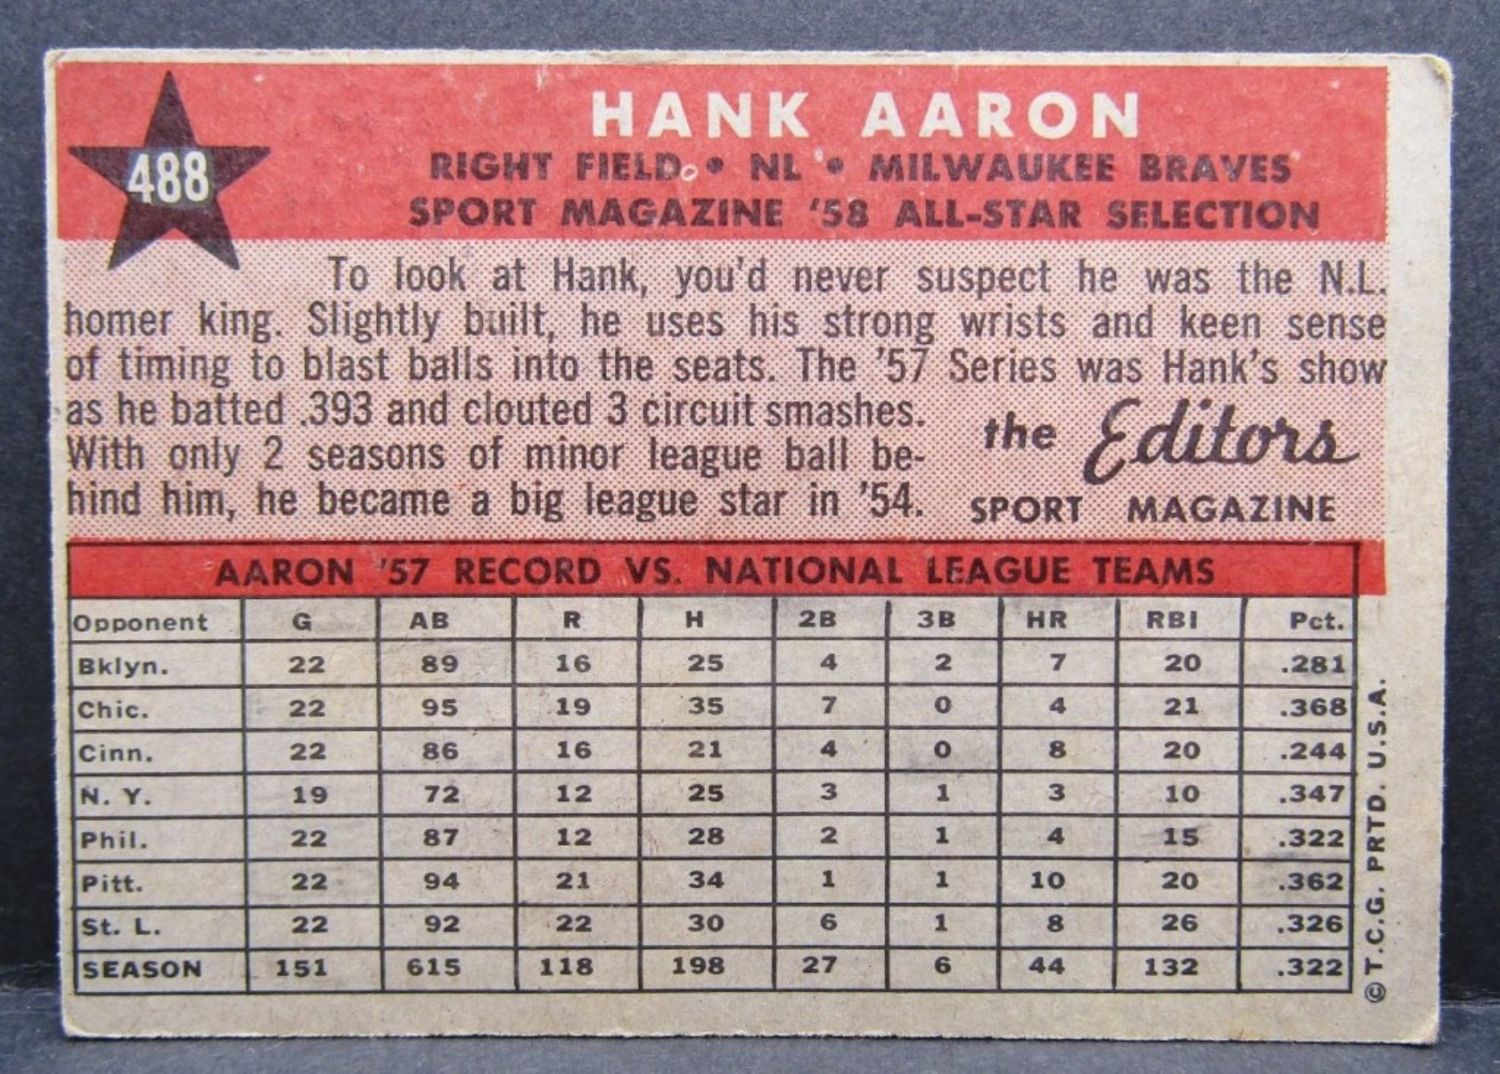 488
HANK AARON
RIGHT FIELD • NL • MILWAUKEE BRAVES
SPORT MAGAZINE '58 ALL-STAR SELECTION
To look at Hank, you'd never suspect he was the N.L.
homer king. Slightly built, he uses his strong wrists and keen sense
of timing to blast balls into the seats. The '57 Series was Hank's show
as he batted .393 and clouted 3 circuit smashes.
With only 2 seasons of minor league ball be-
hind him, he became a big league star in '54.
the Editors
SPORT MAGAZINE
AARON '57 RECORD VS. NATIONAL LEAGUE TEAMS
Opponent G AB R H 2B 3B HR RBI Pct.
Bklyn. 22 89 16 25 4 2 7 20 .281
Chic. 22 95 19 35 7 0 4 21 .368
Cinn. 22 86 16 21 4 0 8 20 .244
N. Y. 19 72 12 25 3 1 3 10 .347
Phil. 22 87 12 28 2 1 4 15 .322
Pitt. 22 94 21 34 1 1 10 20 .362
St. L. 22 92 22 30 6 1 8 26 .326
SEASON 151 615 118 198 27 6 44 132 .322
© T.C.G. PRTD. U.S.A.